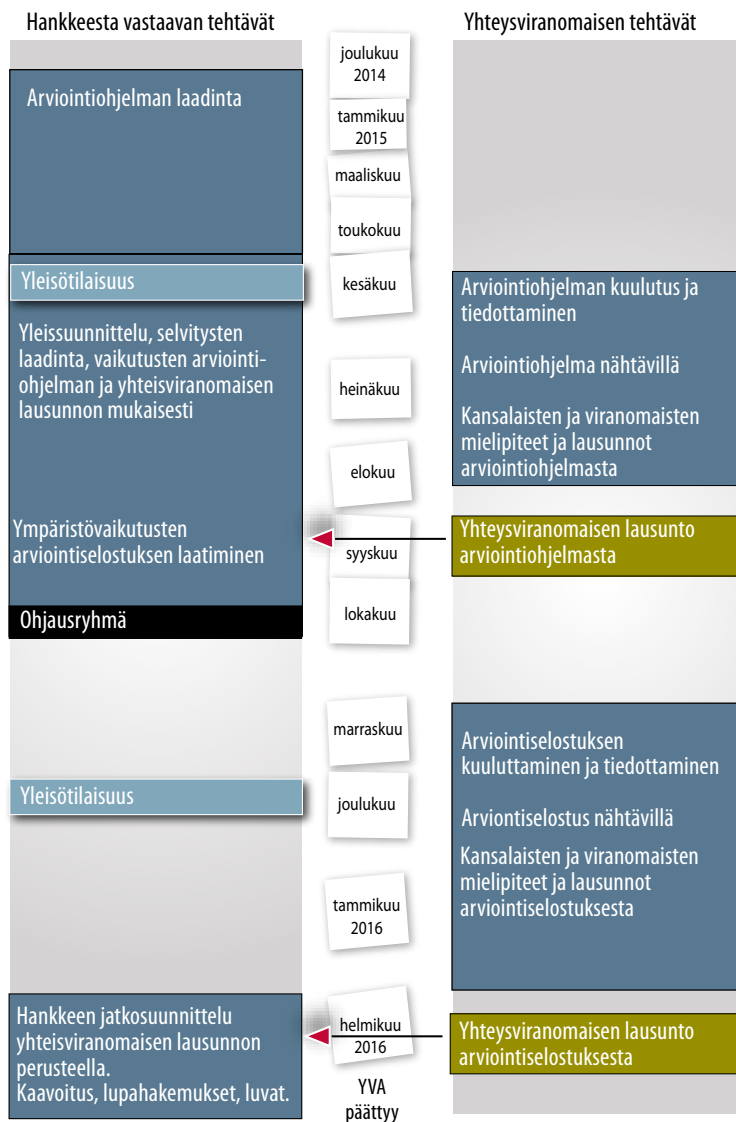 Hankkeesta vastaavan tehtävät
Arviointiohjelman laadinta
Yleisötilaisuus
Yleissuunnittelu, selvitysten
laadinta, vaikutusten arviointi-
ohjelman ja yhteisviranomaisen
lausunnon mukaisesti
Ympäristövaikutusten
arviointiselostuksen laatiminen
Ohjausryhmä
Yleisötilaisuus
Hankkeen jatkosuunnittelu
yhteisviranomaisen lausunnon
perusteella.
Kaavoitus, lupahakemukset, luvat.
joulukuu
2014
tammikuu
2015
maaliskuu
toukokuu
kesäkuu
heinäkuu
elokuu
syyskuu
lokakuu
marraskuu
joulukuu
tammikuu
2016
helmikuu
2016
YVA
päättyy
Yhteysviranomaisen tehtävät
Arviointiohjelman kuulutus ja
tiedottaminen
Arviointiohjelma nähtävillä
Kansalaisten ja viranomaisten
mielipiteet ja lausunnot
arviointiohjelmasta
Yhteysviranomaisen lausunto
arviointiohjelmasta
Arviointiselostuksen
kuuluttaminen ja tiedottaminen
Arviontiselostus nähtävillä
Kansalaisten ja viranomaisten
mielipiteet ja lausunnot
arviointiselostuksesta
Yhteysviranomaisen lausunto
arviointiselostuksesta